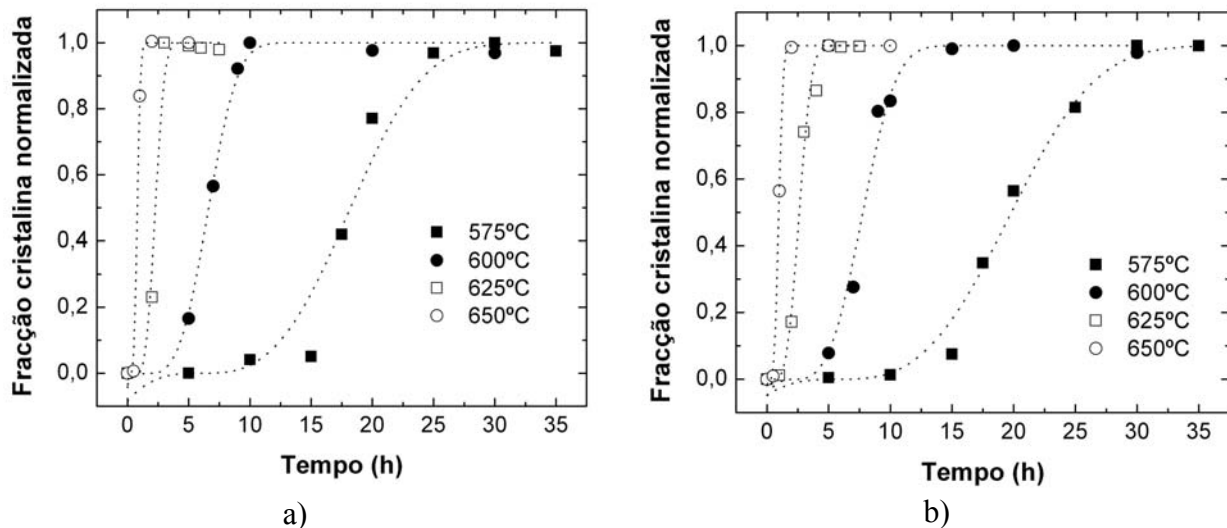 Fracção cristalina normalizada
1,0
0,8
0,6
0,4
0,2
0,0
575ºC
600ºC
625ºC
650ºC
0 5 10 15 20 25 30 35
Tempo (h)
a)
Fracção cristalina normalizada
1,0
0,8
0,6
0,4
0,2
0,0
575ºC
600ºC
625ºC
650ºC
0 5 10 15 20 25 30 35
Tempo (h)
b)